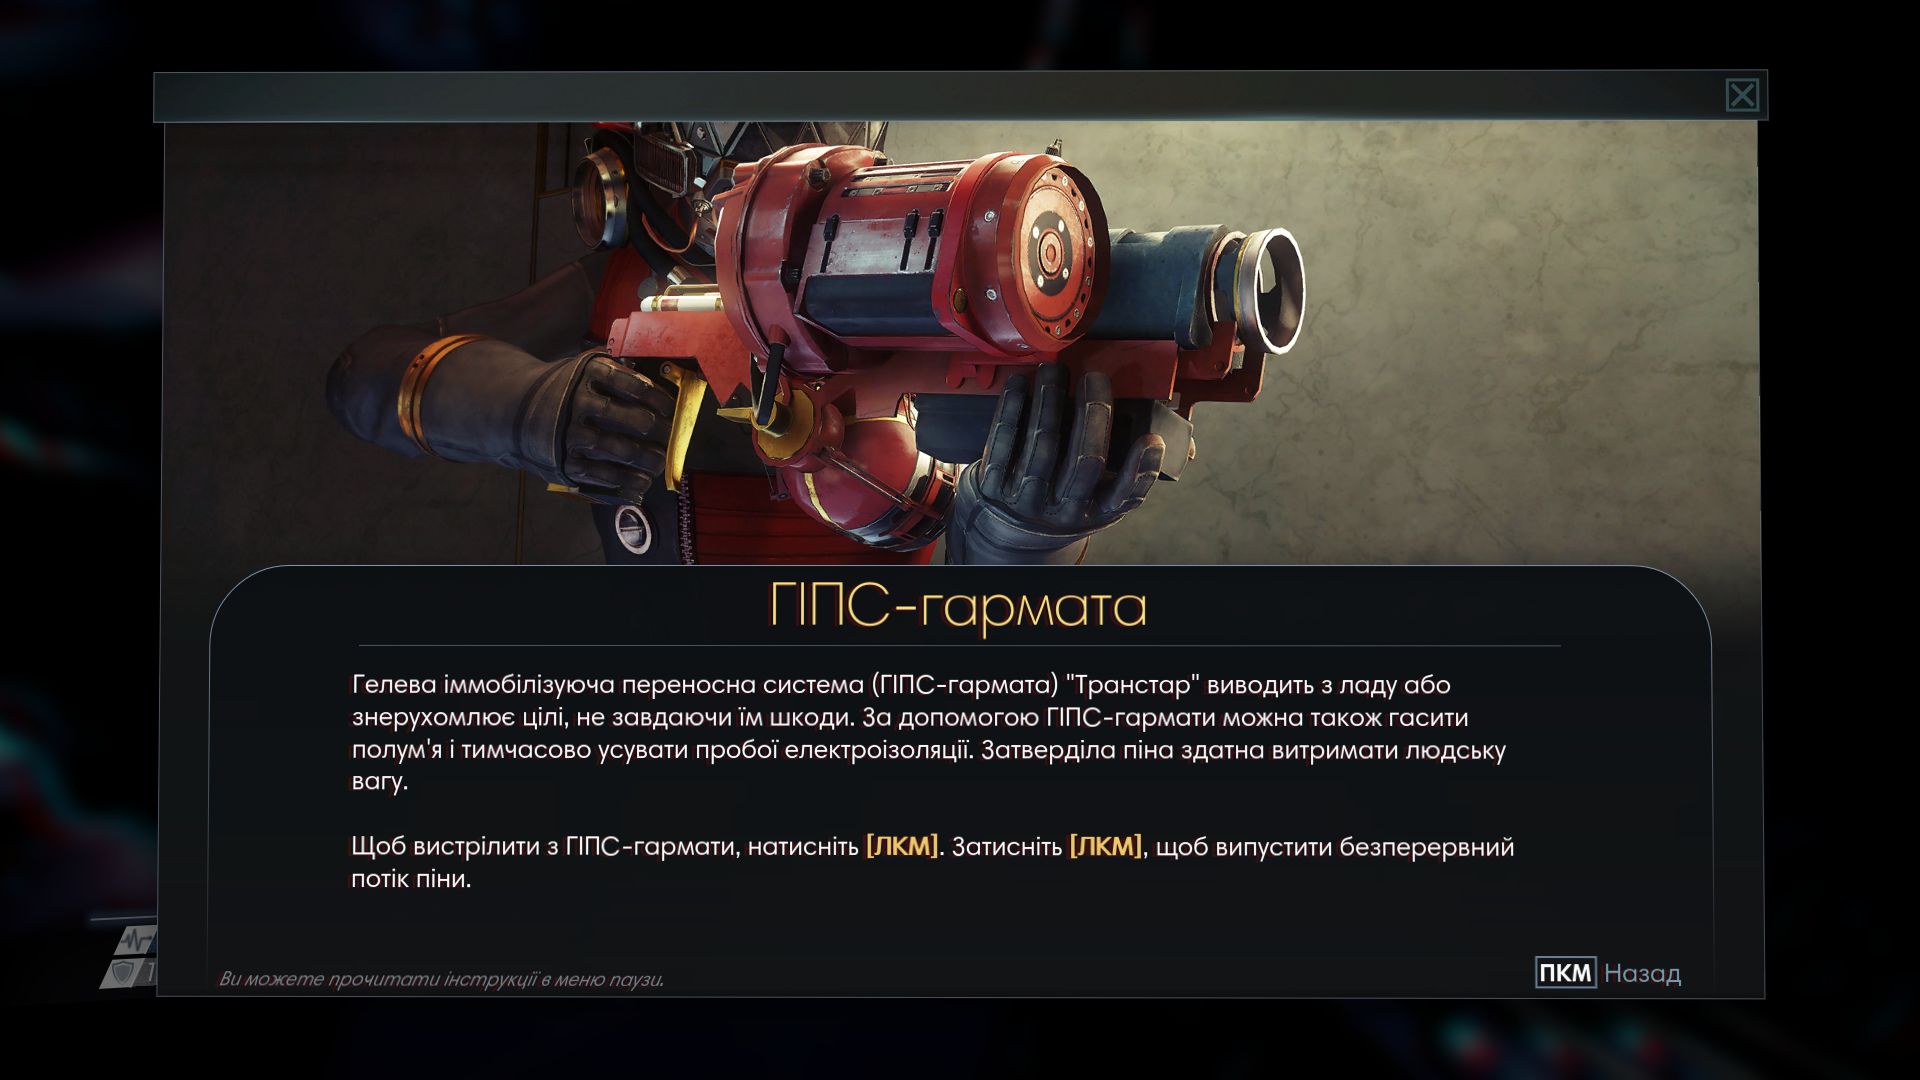 ГІПС-гармата
Гелева іммобілізуюча переносна система (ГІПС-гармата) "Транстар" виводить з ладу або
знерухомлює цілі, не завдаючи їм шкоди. За допомогою ГІПС-гармати можна також гасити
полум'я і тимчасово усувати пробої електроізоляції. Затверділа піна здатна витримати людську
вагу.
Щоб вистрілити з ГІПС-гармати, натисніть [ЛКМ]. Затисніть [ЛКМ], щоб випустити безперервний
потік піни.
Ви можете прочитати інструкції в меню паузи.
ПКМ Назад